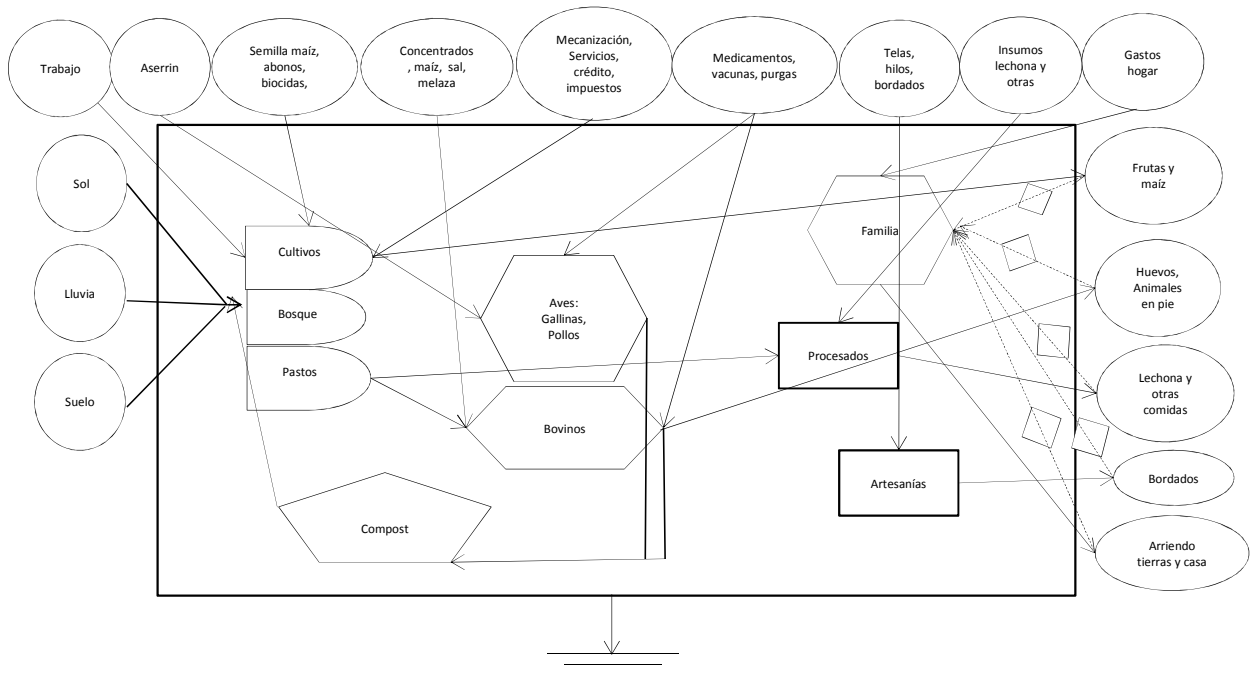 Trabajo
Aserrin
Semilla maíz,
abonos,
biocidas,
Concentrados
, maíz, sal,
melaza
Mecanización,
Servicios,
crédito,
impuestos
Medicamentos,
vacunas, purgas
Telas,
hilos,
bordados
Insumos
lechona y
otras
Gastos
hogar
Sol
Lluvia
Suelo
Cultivos
Bosque
Pastos
Aves:
Gallinas,
Pollos
Bovinos
Compost
Familia
Procesados
Artesanías
Frutas y
maíz
Huevos,
Animales
en pie
Lechona y
otras
comidas
Bordados
Arriendo
tierras y casa